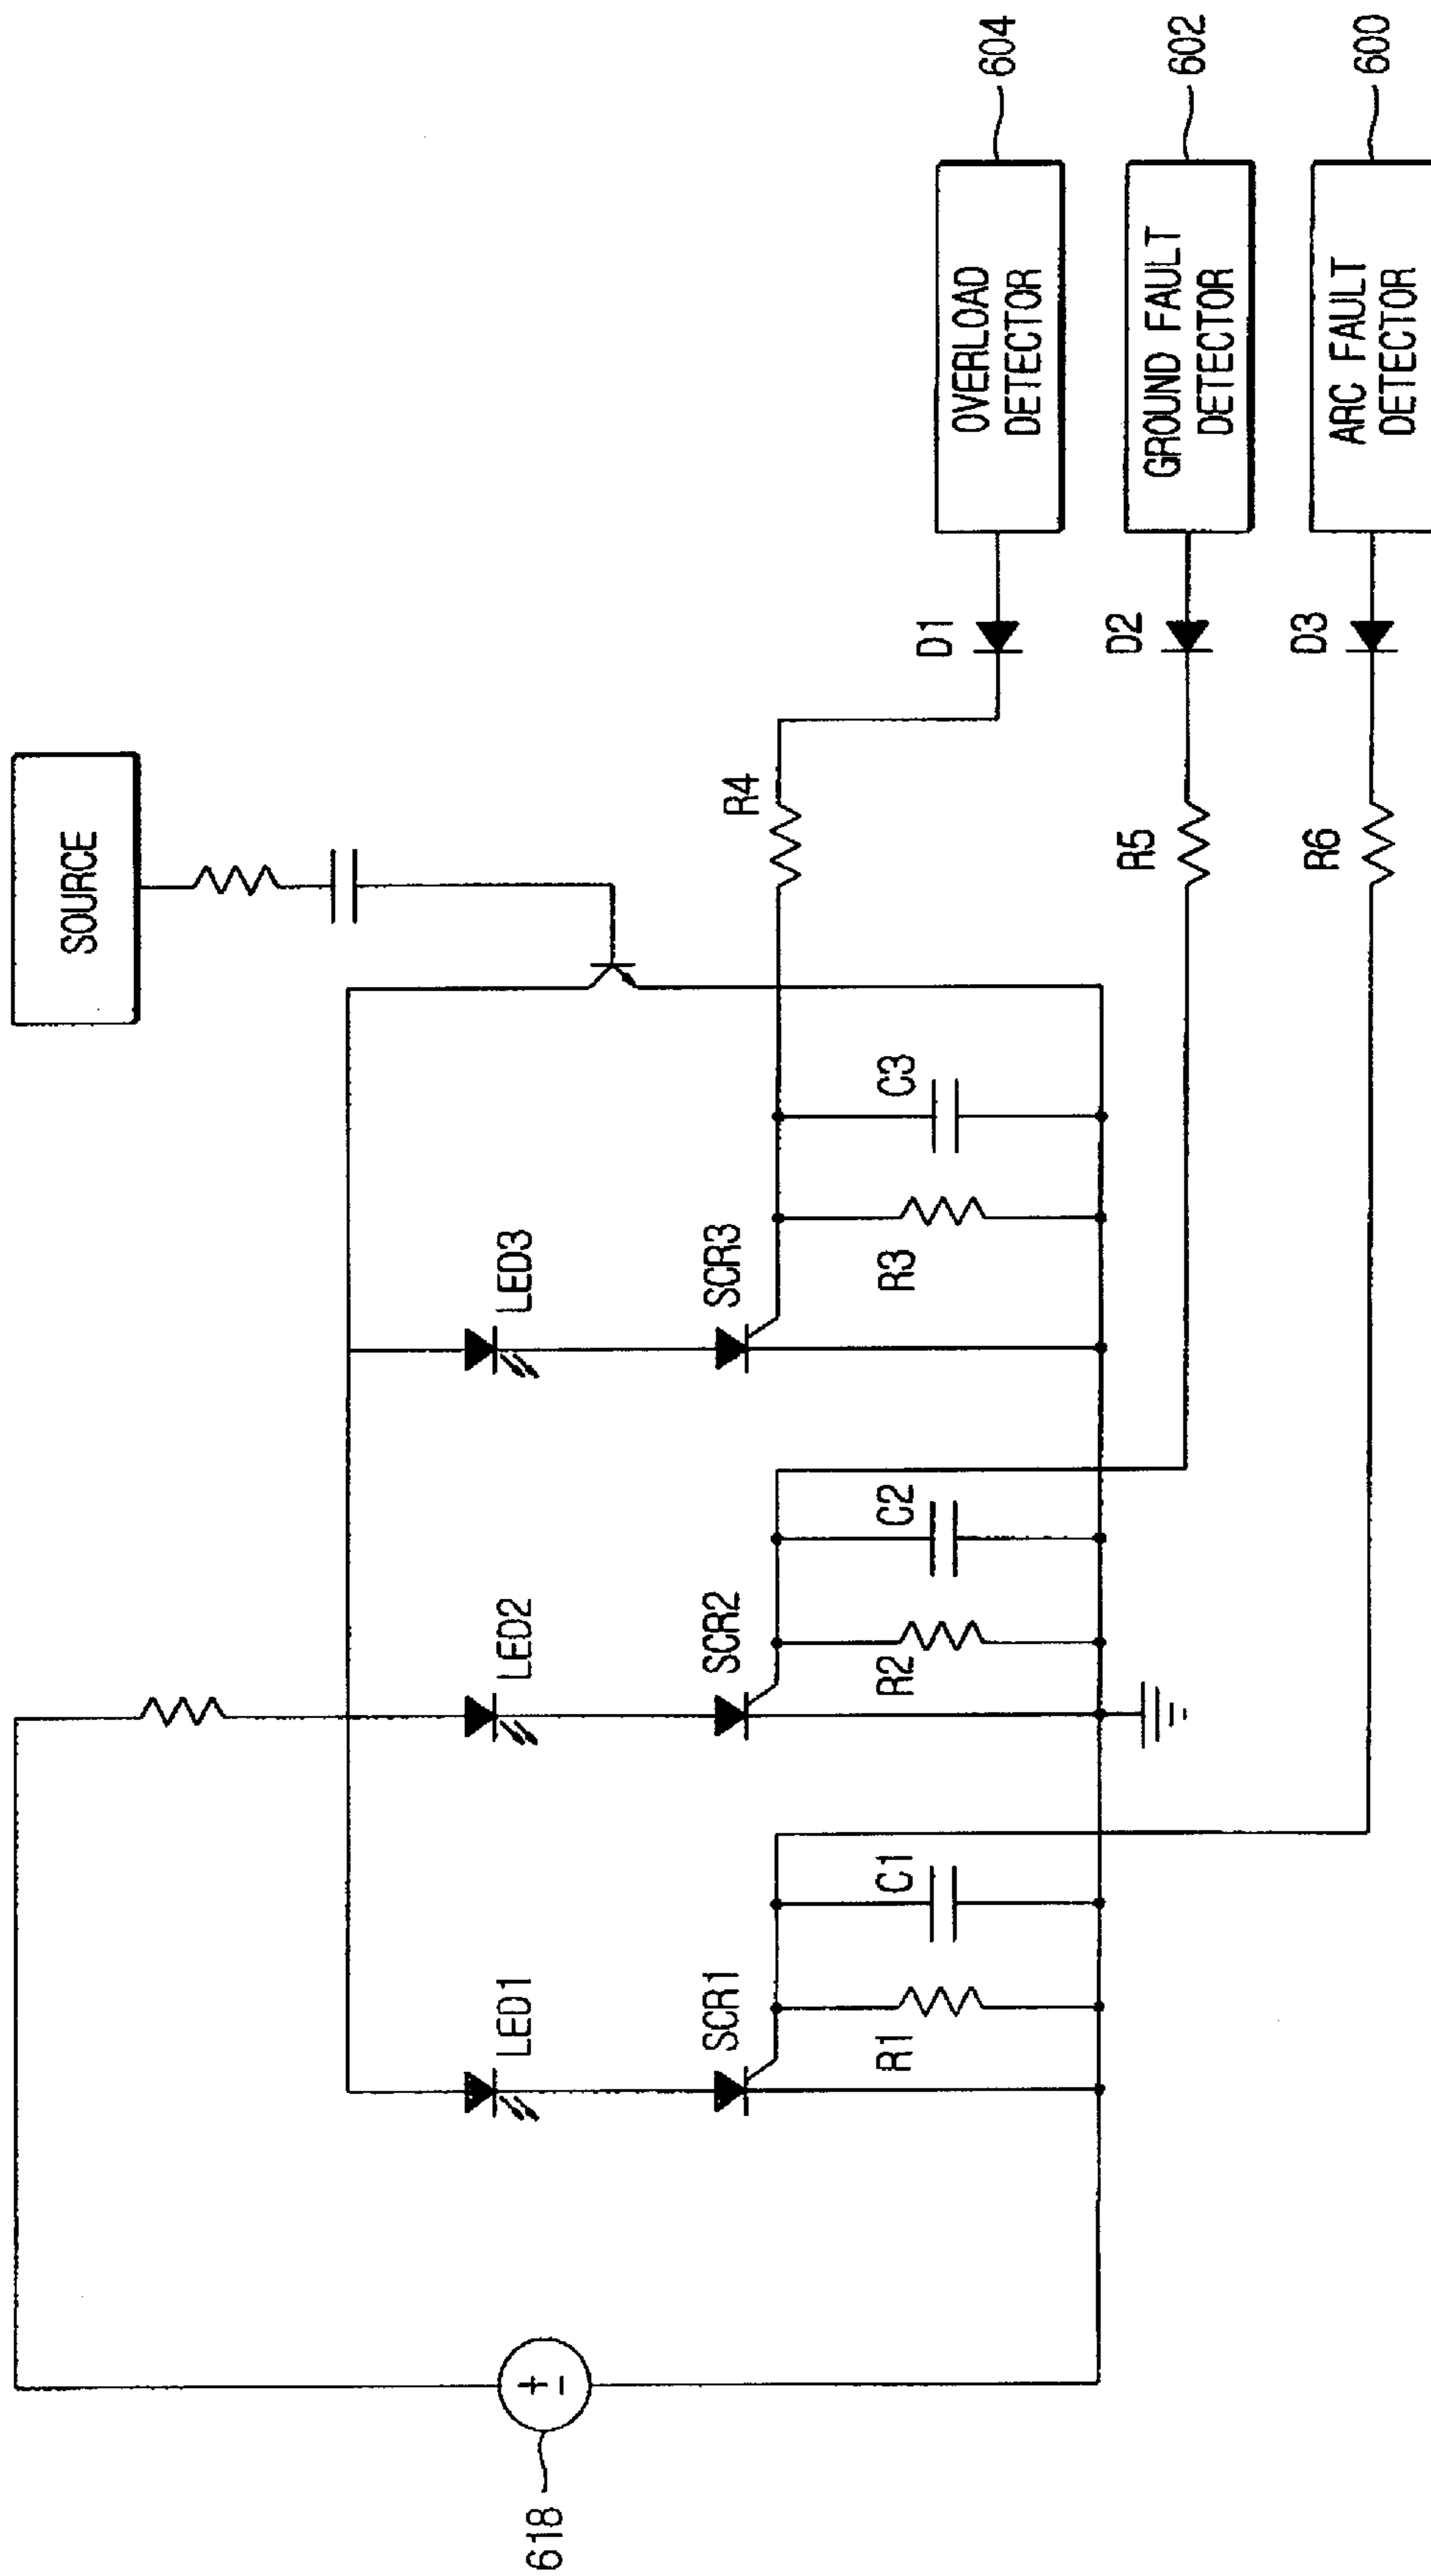 SOURCE
618
LED1
LED2
LED3
SCR1
SCR2
SCR3
R4
D1
R1
C1
R2
C2
R3
C3
OVERLOAD
DETECTOR
604
R5
D2
GROUND FAULT
DETECTOR
602
R6
D3
ARC FAULT
DETECTOR
600